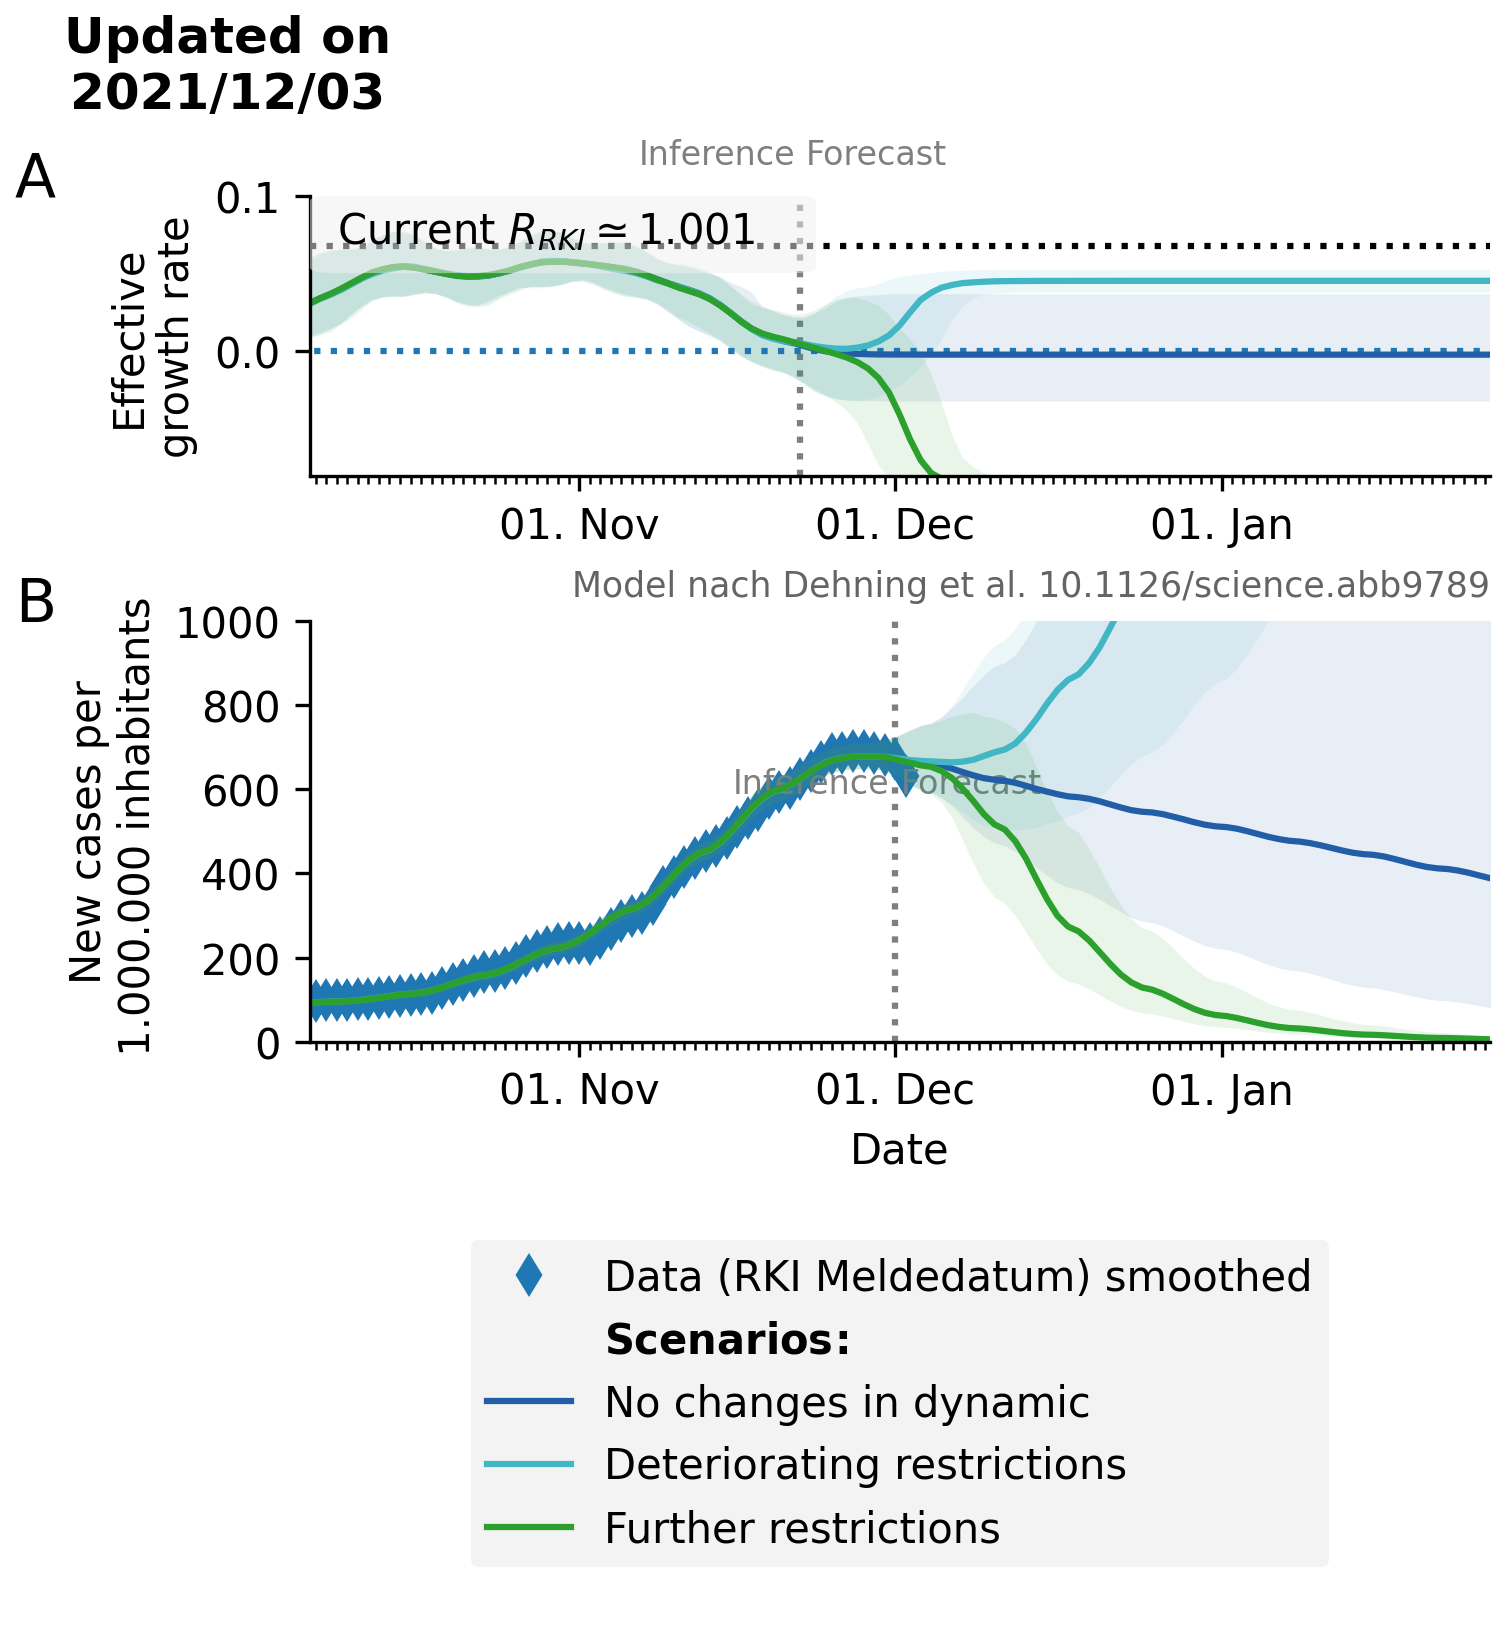 Updated on
2021/12/03
A
Inference Forecast
Effective
growth rate
0.1
0.0
Current R_RKI ≃ 1.001
01. Nov
01. Dec
01. Jan
B
Model nach Dehning et al. 10.1126/science.abb9789
New cases per
1.000.000 inhabitants
1000
800
600
400
200
0
Inference Forecast
01. Nov
01. Dec
01. Jan
Date
Data (RKI Meldedatum) smoothed
Scenarios:
No changes in dynamic
Deteriorating restrictions
Further restrictions